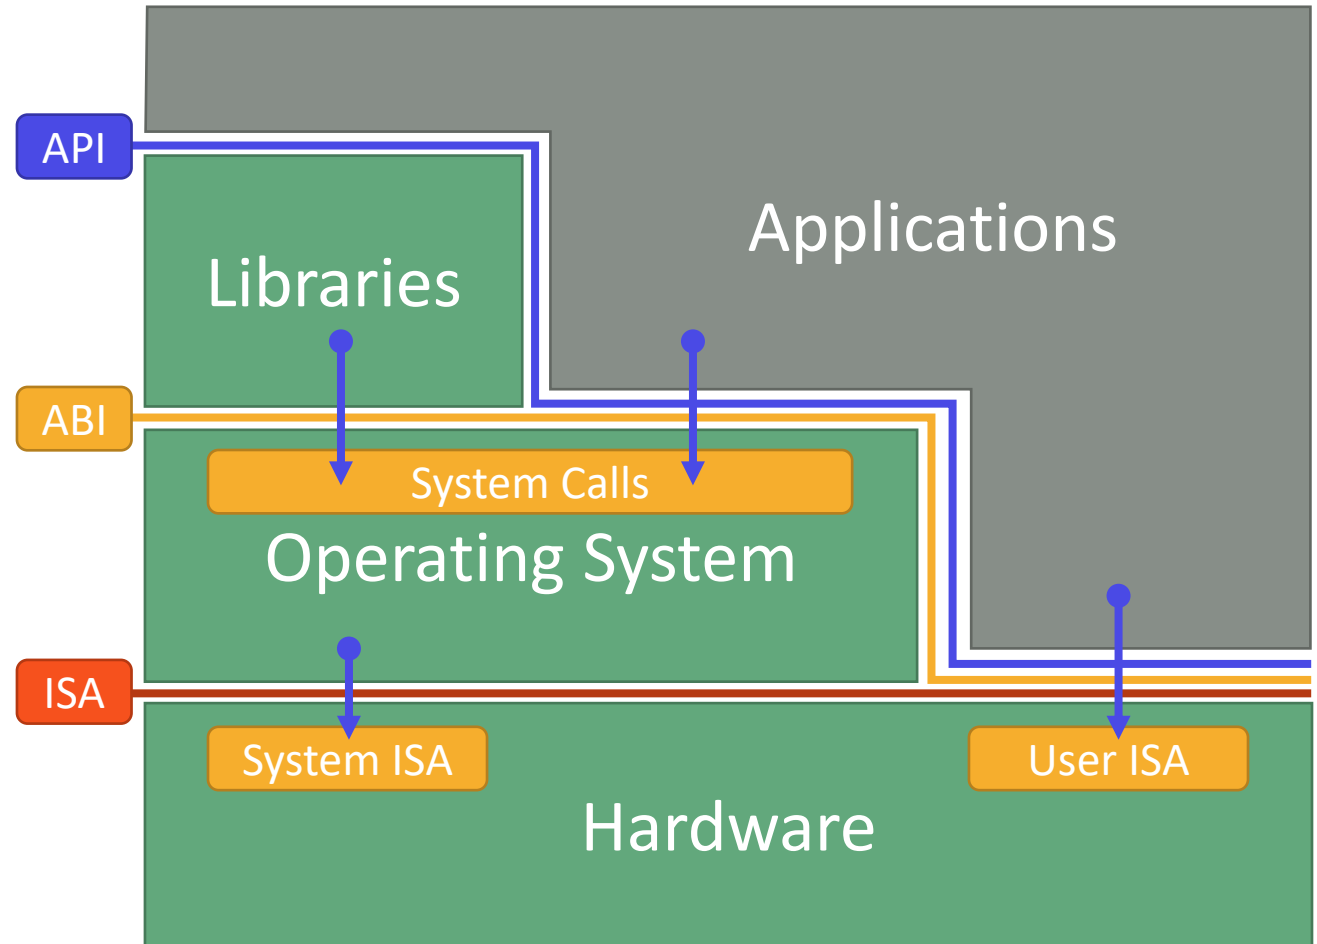 API
Applications
Libraries
ABI
System Calls
Operating System
ISA
System ISA
User ISA
Hardware